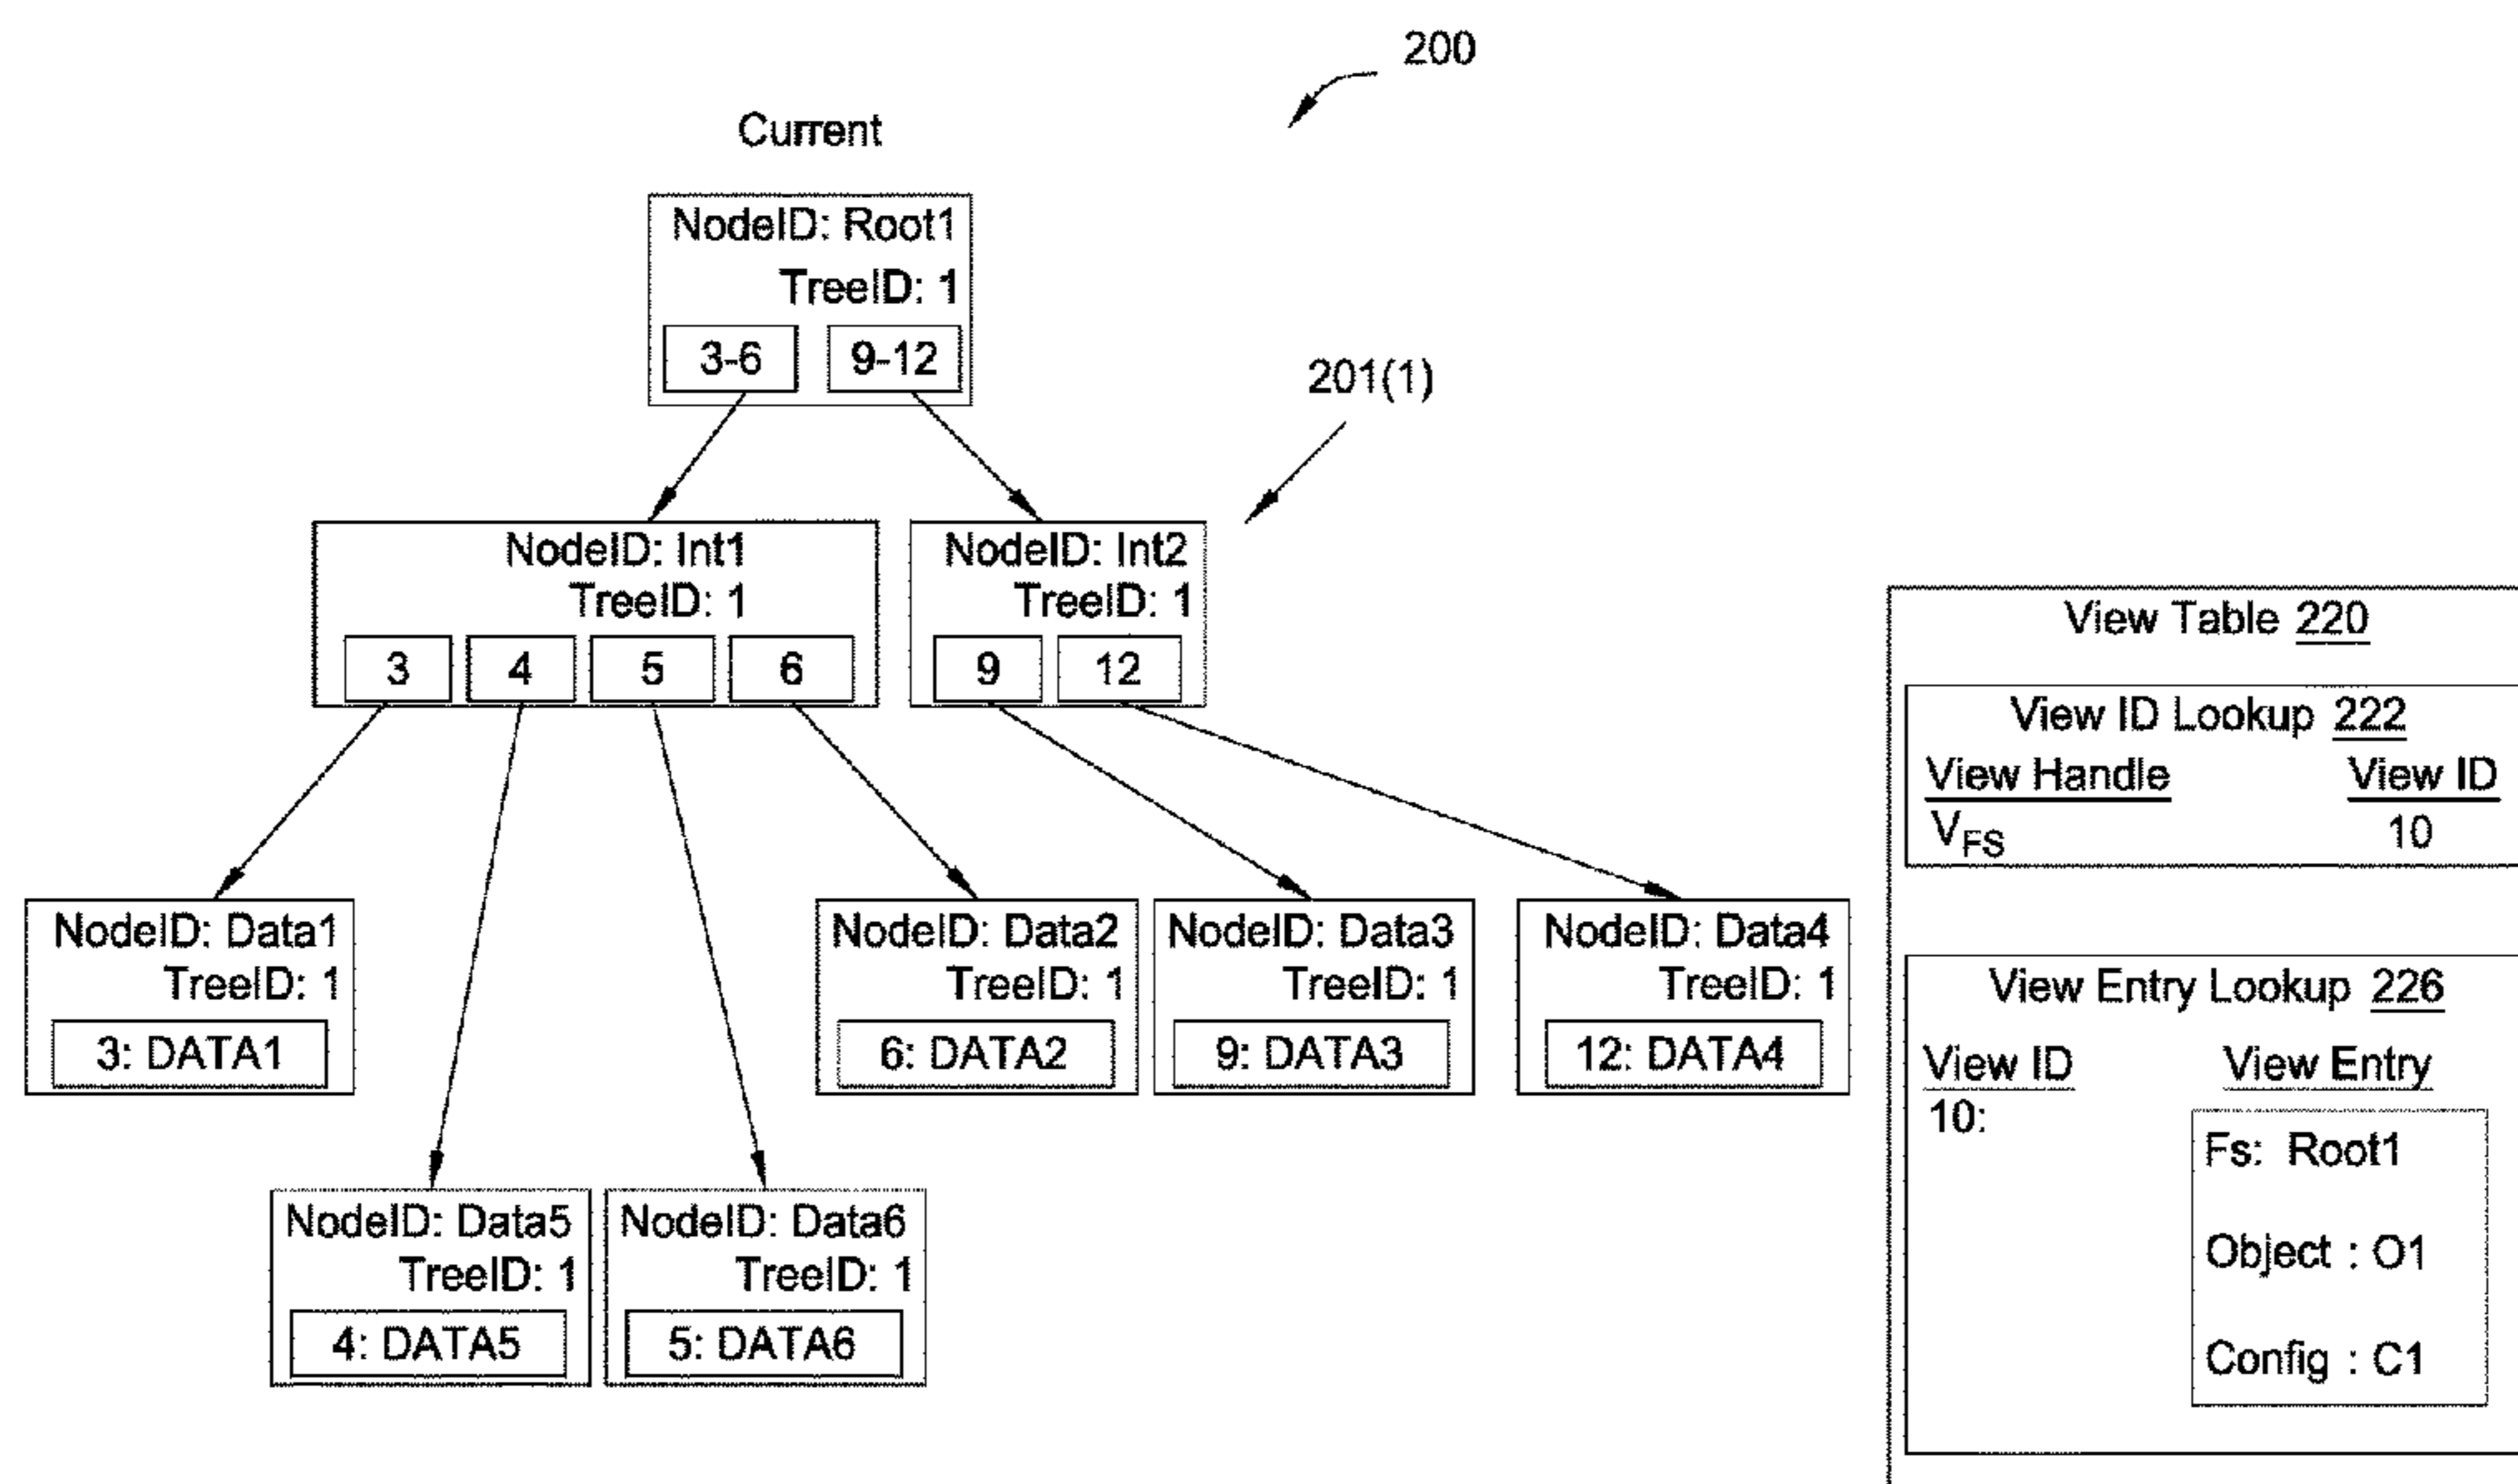 200
Current
NodeID: Root1
TreeID: 1
3-6
9-12
201(1)
NodeID: Int1
TreeID: 1
3
4
5
6
NodeID: Int2
TreeID: 1
9
12
NodeID: Data1
TreeID: 1
3: DATA1
NodeID: Data2
TreeID: 1
6: DATA2
NodeID: Data3
TreeID: 1
9: DATA3
NodeID: Data4
TreeID: 1
12: DATA4
NodeID: Data5
TreeID: 1
4: DATA5
NodeID: Data6
TreeID: 1
5: DATA6
View Table 220
View ID Lookup 222
View Handle View ID
VFS 10
View Entry Lookup 226
View ID View Entry
10:
Fs: Root1
Object : O1
Config : C1